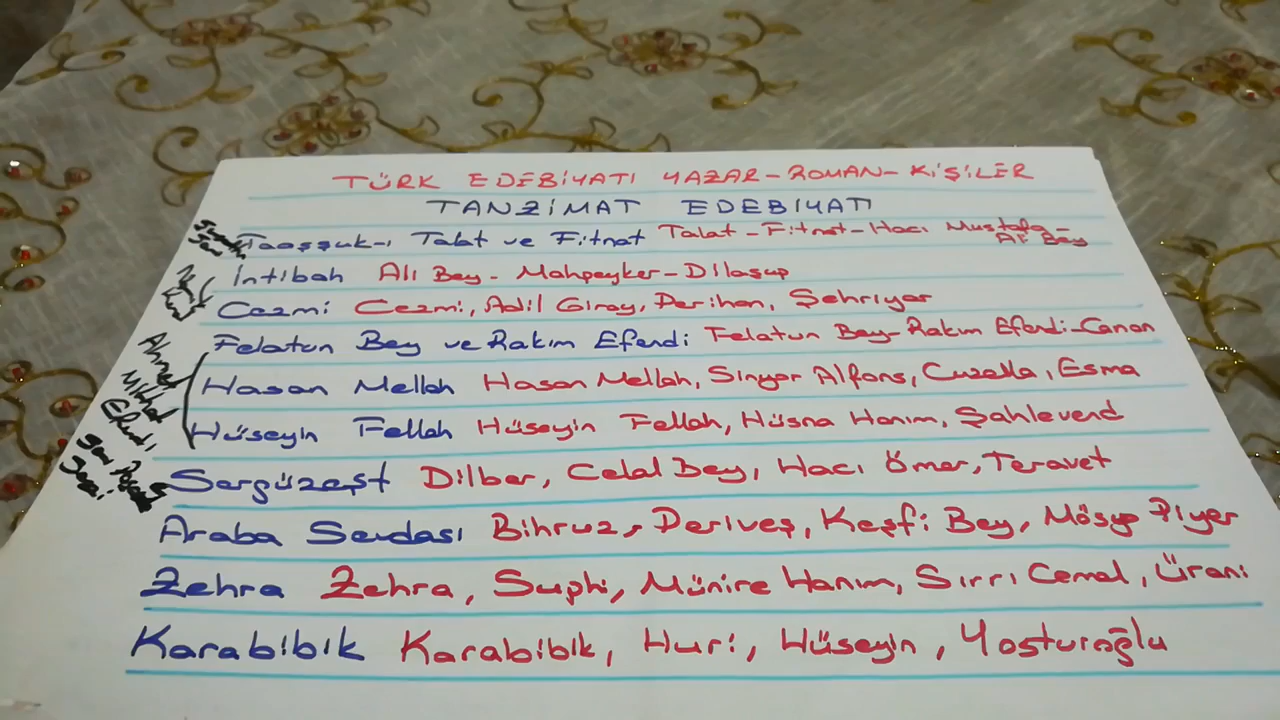 TÜRK EDEBİYATI YAZAR-ROMAN-KİŞİLER
TANZİMAT EDEBİYATI
Taaşşuk-ı Talat ve Fitnat Talat-Fitnat-Hacı Mustafa-Ali Bey
İntibah Ali Bey-Mahpeyker-Dilaşup
Cezmi Cezmi, Adil Giray, Perihan, Şehriyar
Felatun Bey ve Rakım Efendi Felatun Bey-Rakım Efendi-Canan
Ahmet Mithat Efendi
Hasan Mellah Hasan Mellah, Sinyor Alfons, Cuzella, Esma
Hüseyin Fellah Hüseyin Fellah, Hüsna Hanım, Şahlevend
Sergüzeşt Dilber, Celal Bey, Hacı Ömer, Teravet
Araba Sevdası Bihruz, Periveş, Keşfi Bey, Mösyo Piyer
Zehra Zehra, Suphi, Münire Hanım, Sırrı Cemal, Ürani
Karabibik Karabibik, Huri, Hüseyin, Yosturoğlu